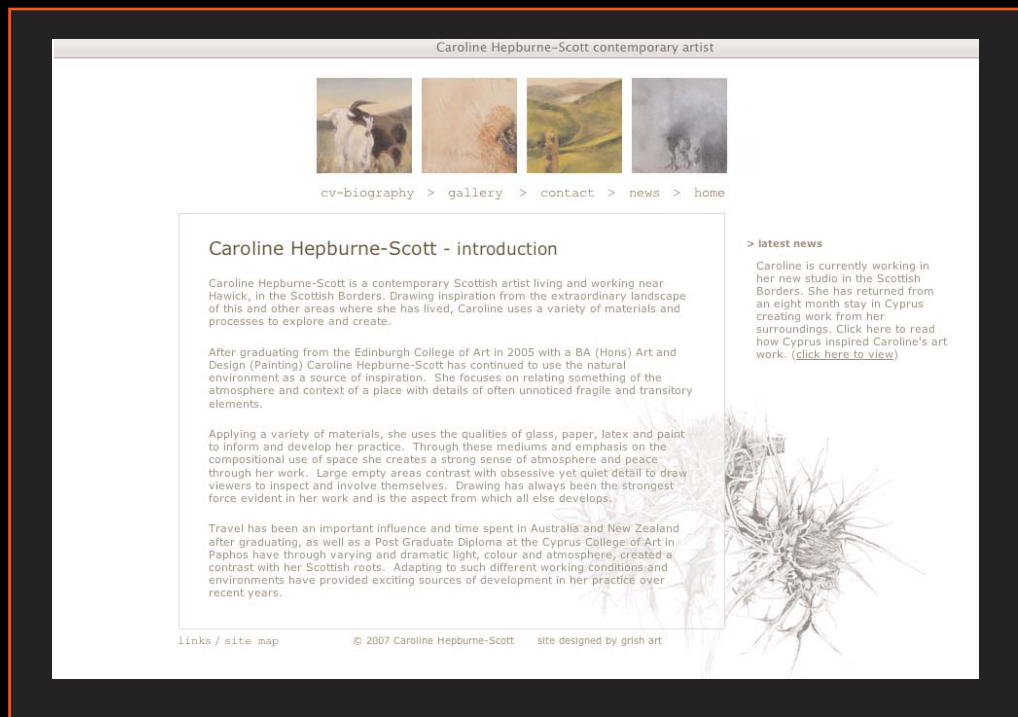 Caroline Hepburne-Scott contemporary artist
cv-biography > gallery > contact > news > home
Caroline Hepburne-Scott - introduction
Caroline Hepburne-Scott is a contemporary Scottish artist living and working near
Hawick, in the Scottish Borders. Drawing inspiration from the extraordinary landscape
of this and other areas where she has lived, Caroline uses a variety of materials and
processes to explore and create.
After graduating from the Edinburgh College of Art in 2005 with a BA (Hons) Art and
Design (Painting) Caroline Hepburne-Scott has continued to use the natural
environment as a source of inspiration.  She focuses on relating something of the
atmosphere and context of a place with details of often unnoticed fragile and transitory
elements.
Applying a variety of materials, she uses the qualities of glass, paper, latex and paint
to inform and develop her practice.  Through these mediums and emphasis on the
compositional use of space she creates a strong sense of atmosphere and peace
through her work.  Large empty areas contrast with obsessive yet quiet detail to draw
viewers to inspect and involve themselves.  Drawing has always been the strongest
force evident in her work and is the aspect from which all else develops.
Travel has been an important influence and time spent in Australia and New Zealand
after graduating, as well as a Post Graduate Diploma at the Cyprus College of Art in
Paphos have through varying and dramatic light, colour and atmosphere, created a
contrast with her Scottish roots.  Adapting to such different working conditions and
environments have provided exciting sources of development in her practice over
recent years.
> latest news
Caroline is currently working in
her new studio in the Scottish
Borders. She has returned from
an eight month stay in Cyprus
creating work from her
surroundings. Click here to read
how Cyprus inspired Caroline's art
work. (click here to view)
links / site map
© 2007 Caroline Hepburne-Scott
site designed by grish art